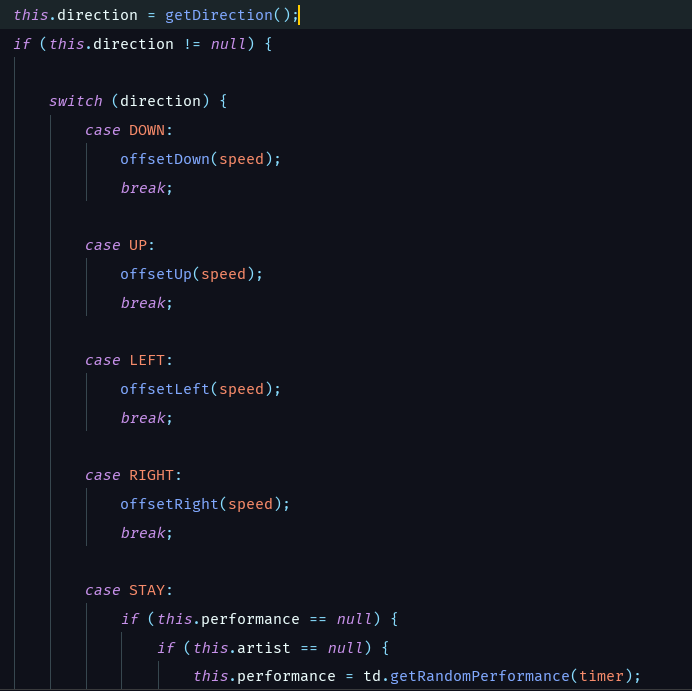 this.direction = getDirection();
if (this.direction != null) {
switch (direction) {
case DOWN:
offsetDown(speed);
break;
case UP:
offsetUp(speed);
break;
case LEFT:
offsetLeft(speed);
break;
case RIGHT:
offsetRight(speed);
break;
case STAY:
if (this.performance == null) {
if (this.artist == null) {
this.performance = td.getRandomPerformance(timer);